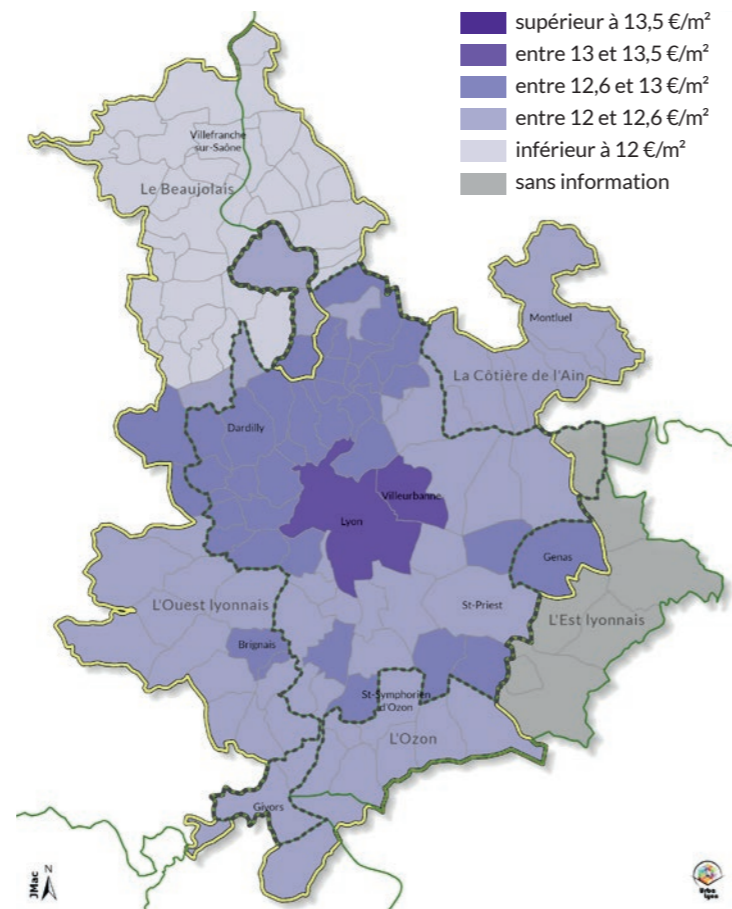 supérieur à 13,5 €/m²
entre 13 et 13,5 €/m²
entre 12,6 et 13 €/m²
entre 12 et 12,6 €/m²
inférieur à 12 €/m²
sans information
Villefranche
sur-Saône
Le Beaujolais
Montluel
La Côtière de l'Ain
Dardilly
Villeurbanne
Lyon
Genas
L'Ouest lyonnais
St-Priest
L'Est lyonnais
Brignais
St-Symphorien
d'Ozon
L'Ozon
Givors
JMac
N
Urba
Lyon